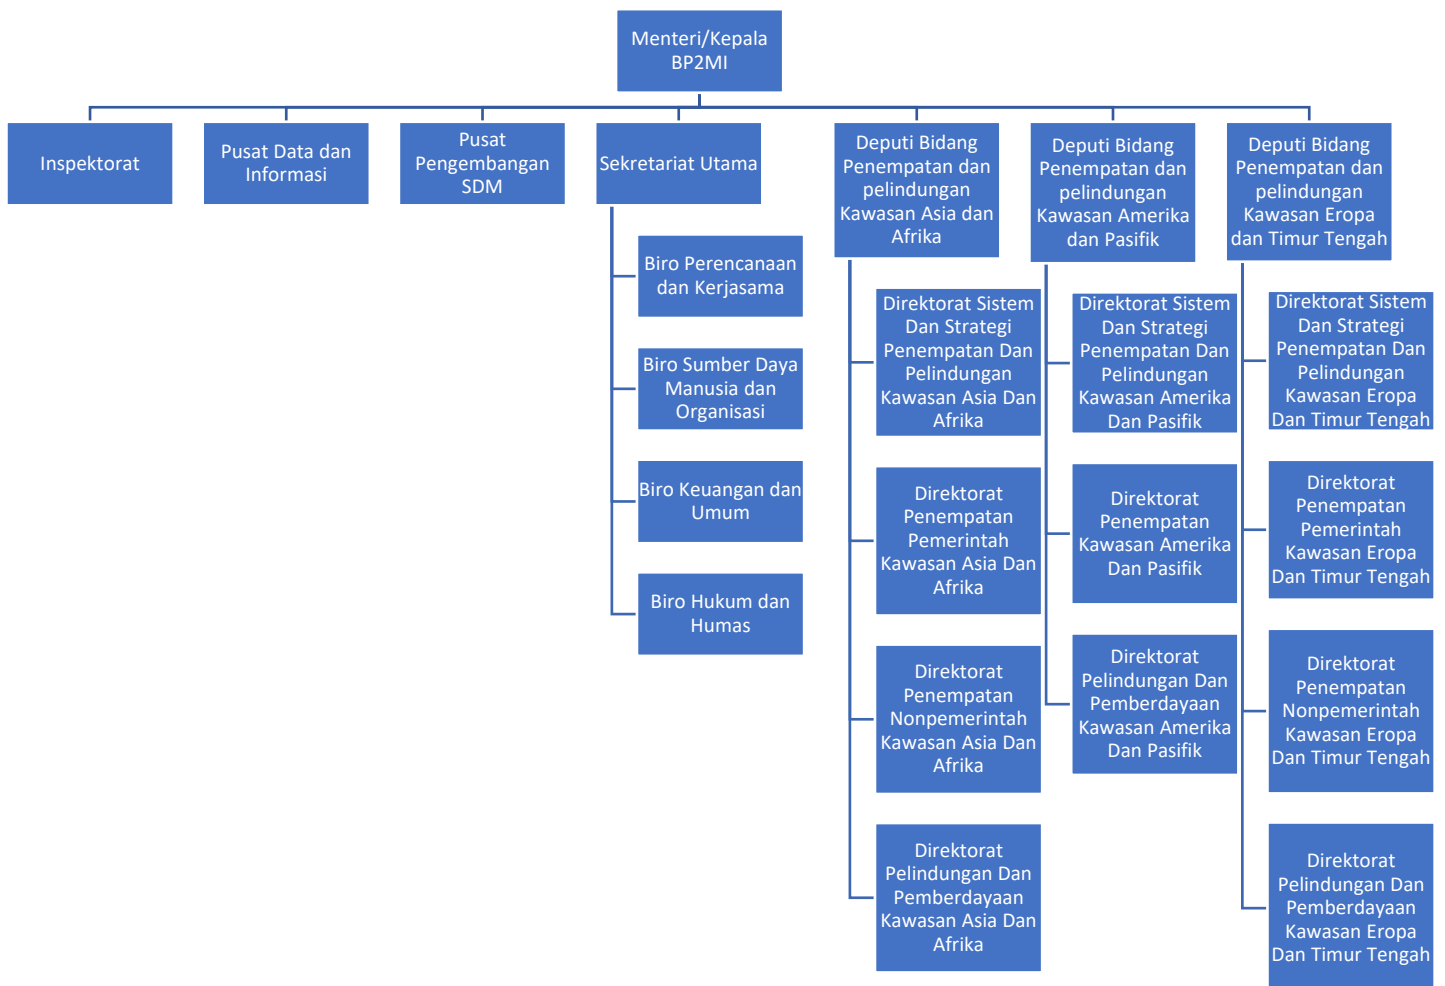 Menteri/Kepala
BP2MI
Inspektorat
Pusat Data dan
Informasi
Pusat
Pengembangan
SDM
Sekretariat Utama
Biro Perencanaan
dan Kerjasama
Biro Sumber Daya
Manusia dan
Organisasi
Biro Keuangan dan
Umum
Biro Hukum dan
Humas
Deputi Bidang
Penempatan dan
pelindungan
Kawasan Asia dan
Afrika
Direktorat Sistem
Dan Strategi
Penempatan Dan
Pelindungan
Kawasan Asia Dan
Afrika
Direktorat
Penempatan
Pemerintah
Kawasan Asia Dan
Afrika
Direktorat
Penempatan
Nonpemerintah
Kawasan Asia Dan
Afrika
Direktorat
Pelindungan Dan
Pemberdayaan
Kawasan Asia Dan
Afrika
Deputi Bidang
Penempatan dan
pelindungan
Kawasan Amerika
dan Pasifik
Direktorat Sistem
Dan Strategi
Penempatan Dan
Pelindungan
Kawasan Amerika
Dan Pasifik
Direktorat
Penempatan
Kawasan Amerika
Dan Pasifik
Direktorat
Pelindungan Dan
Pemberdayaan
Kawasan Amerika
Dan Pasifik
Deputi Bidang
Penempatan dan
pelindungan
Kawasan Eropa
dan Timur Tengah
Direktorat Sistem
Dan Strategi
Penempatan Dan
Pelindungan
Kawasan Eropa
Dan Timur Tengah
Direktorat
Penempatan
Pemerintah
Kawasan Eropa
Dan Timur Tengah
Direktorat
Penempatan
Nonpemerintah
Kawasan Eropa
Dan Timur Tengah
Direktorat
Pelindungan Dan
Pemberdayaan
Kawasan Eropa
Dan Timur Tengah